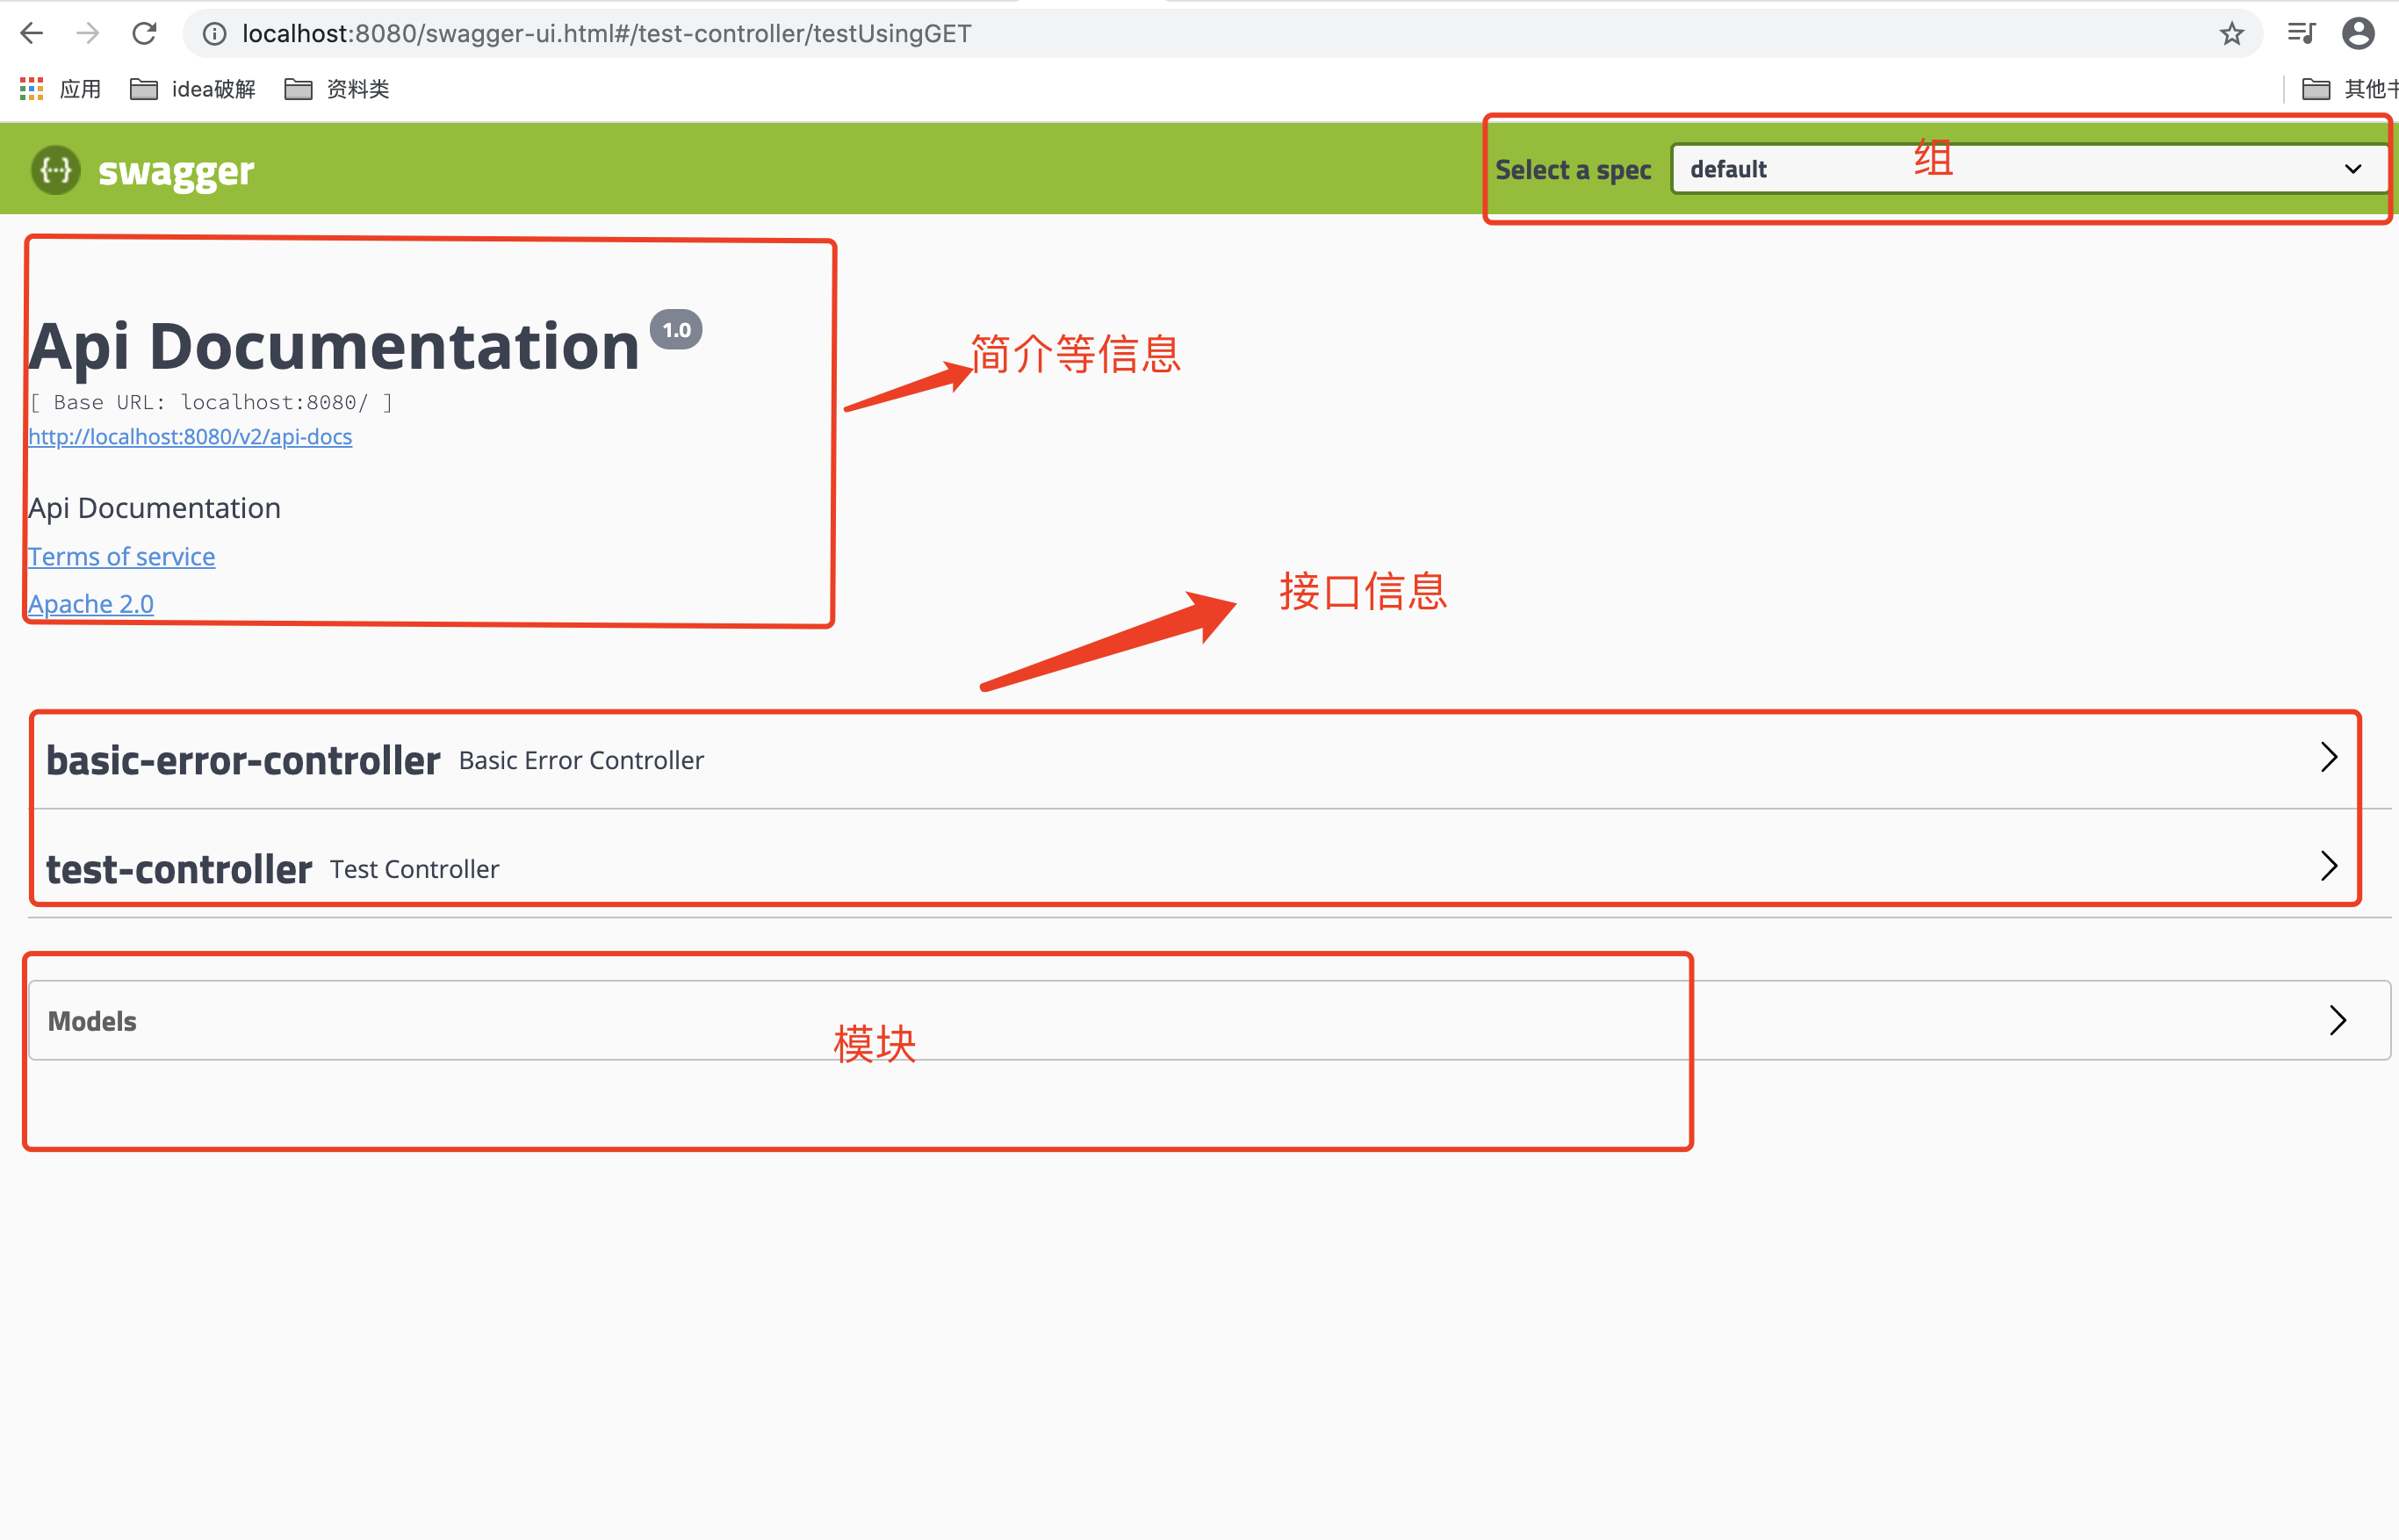 localhost:8080/swagger-ui.html#/test-controller/testUsingGET
应用 idea破解 资料类 其他书
{...} swagger Select a spec default 组
Api Documentation 1.0
[ Base URL: localhost:8080/ ]
简介等信息
http://localhost:8080/v2/api-docs
Api Documentation
Terms of service
Apache 2.0
接口信息
basic-error-controller Basic Error Controller
test-controller Test Controller
Models
模块